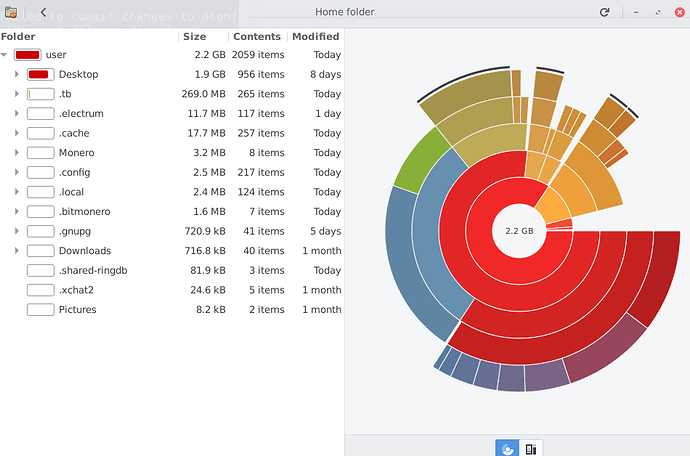 Home folder
led to commit changes to dconf
Folder Size Contents Modified
user 2.2 GB 2059 items Today
Desktop 1.9 GB 956 items 8 days
.tb 269.0 MB 265 items Today
.electrum 11.7 MB 117 items 1 day
.cache 17.7 MB 257 items Today
Monero 3.2 MB 8 items Today
.config 2.5 MB 217 items Today
.local 2.4 MB 124 items Today
.bitmonero 1.6 MB 7 items Today
.gnupg 720.9 kB 41 items 5 days
Downloads 716.8 kB 40 items 1 month
.shared-ringdb 81.9 kB 3 items Today
.xchat2 24.6 kB 5 items 1 month
Pictures 8.2 kB 2 items 1 month
2.2 GB